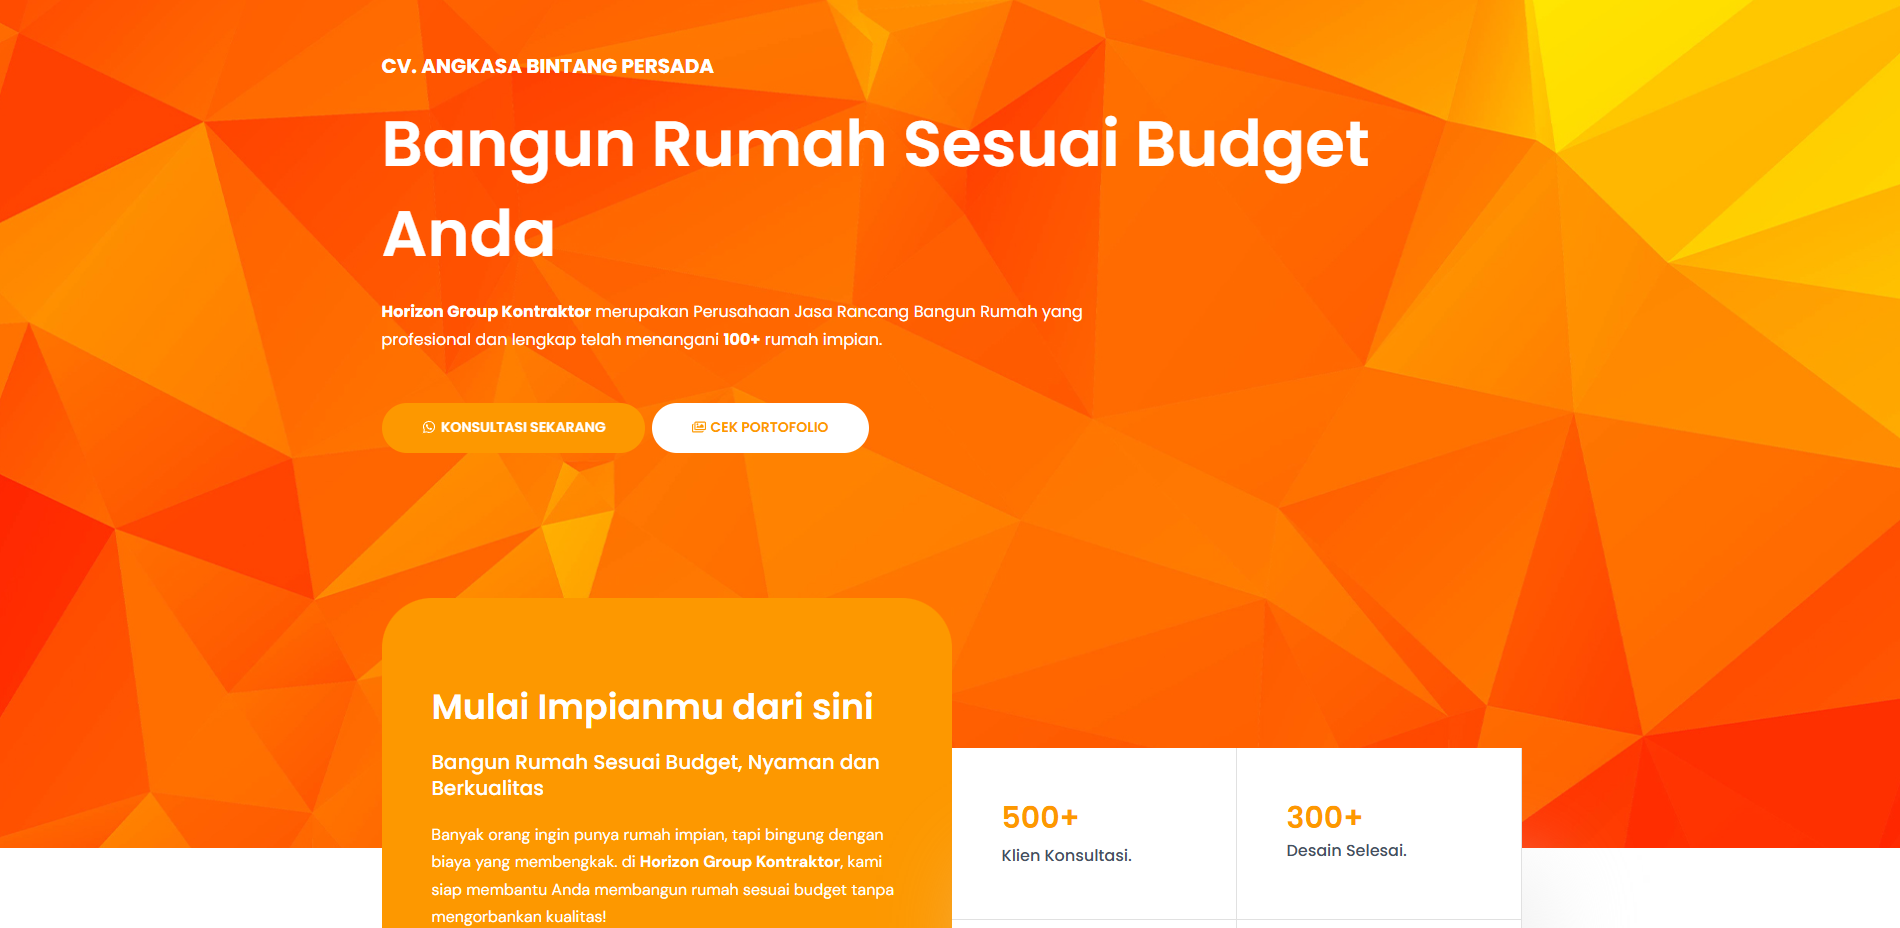 CV. ANGKASA BINTANG PERSADA
Bangun Rumah Sesuai Budget
Anda
Horizon Group Kontraktor merupakan Perusahaan Jasa Rancang Bangun Rumah yang
profesional dan lengkap telah menangani 100+ rumah impian.
KONSULTASI SEKARANG
CEK PORTOFOLIO
Mulai Impianmu dari sini
Bangun Rumah Sesuai Budget, Nyaman dan
Berkualitas
Banyak orang ingin punya rumah impian, tapi bingung dengan
biaya yang membengkak. di Horizon Group Kontraktor, kami
siap membantu Anda membangun rumah sesuai budget tanpa
mengorbankan kualitas!
500+
Klien Konsultasi.
300+
Desain Selesai.